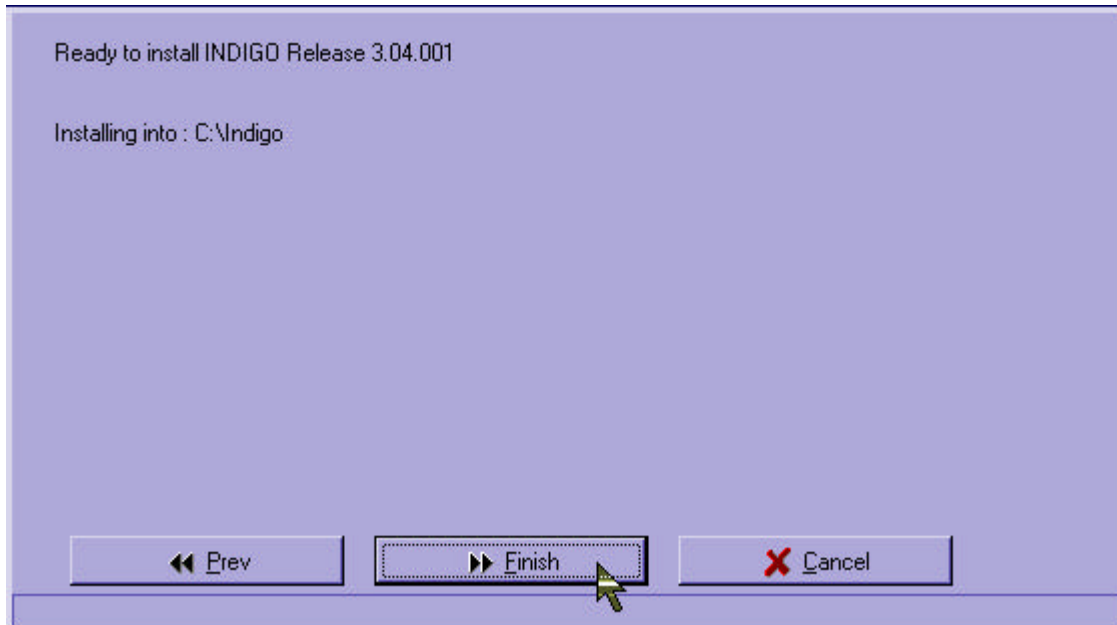 Ready to install INDIGO Release 3.04.001
Installing into : C:\Indigo
Prev
Finish
Cancel